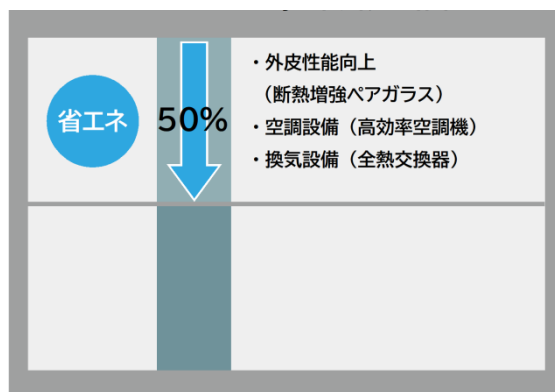 省エネ
50%
・外皮性能向上
（断熱増強ペアガラス）
・空調設備（高効率空調機）
・換気設備（全熱交換器）